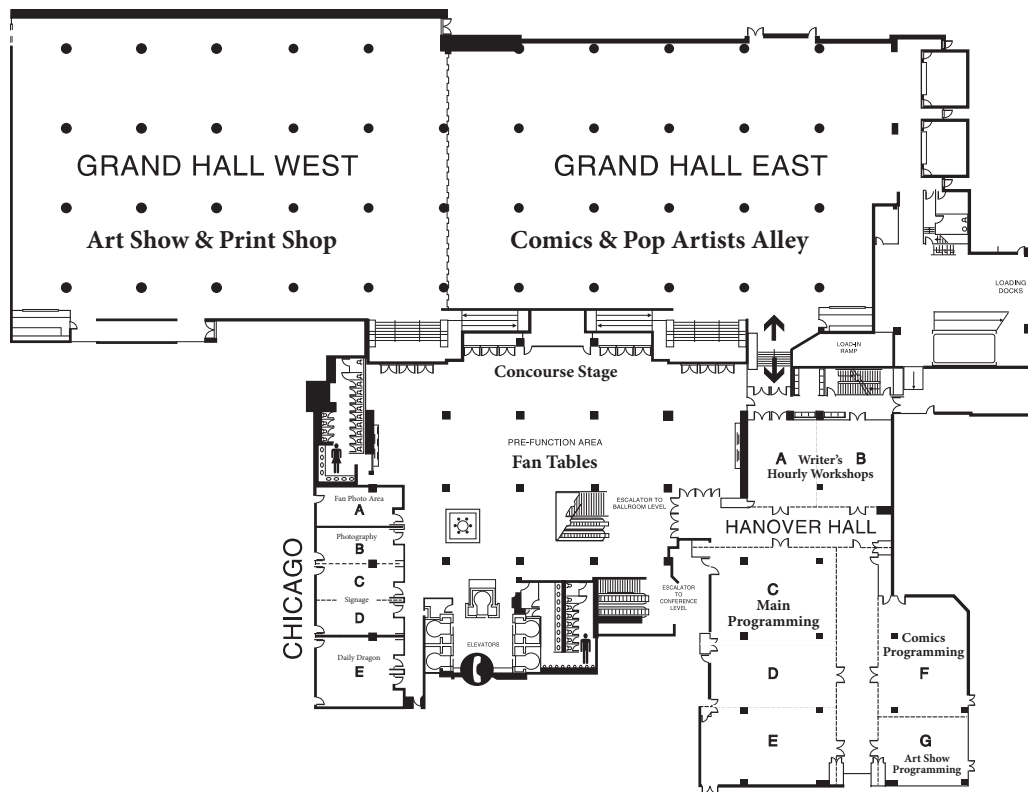 GRAND HALL WEST
Art Show & Print Shop
GRAND HALL EAST
Comics & Pop Artists Alley
LOADING
DOCKS
LOAD-IN
RAMP
Concourse Stage
PRE-FUNCTION AREA
Fan Tables
A Writer's B
Hourly Workshops
ESCALATOR TO
BALLROOM LEVEL
HANOVER HALL
CHICAGO
Fan Photo Area
A
Photography
B
C
Signage
D
Daily Dragon
E
ELEVATORS
ESCALATOR
TO
CONFERENCE
LEVEL
C
Main
Programming
D
E
Comics
Programming
F
G
Art Show
Programming